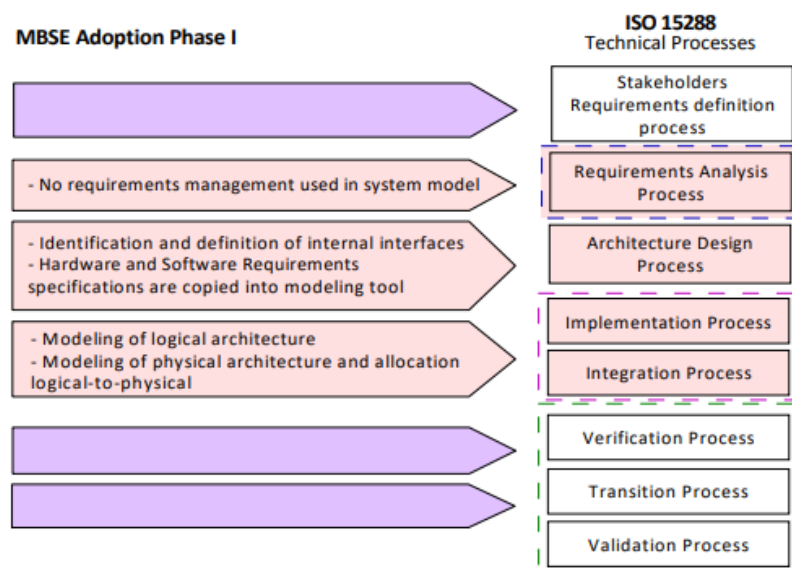 MBSE Adoption Phase I
ISO 15288
Technical Processes
Stakeholders
Requirements definition
process
- No requirements management used in system model
Requirements Analysis
Process
- Identification and definition of internal interfaces
- Hardware and Software Requirements
specifications are copied into modeling tool
Architecture Design
Process
- Modeling of logical architecture
- Modeling of physical architecture and allocation
logical-to-physical
Implementation Process
Integration Process
Verification Process
Transition Process
Validation Process